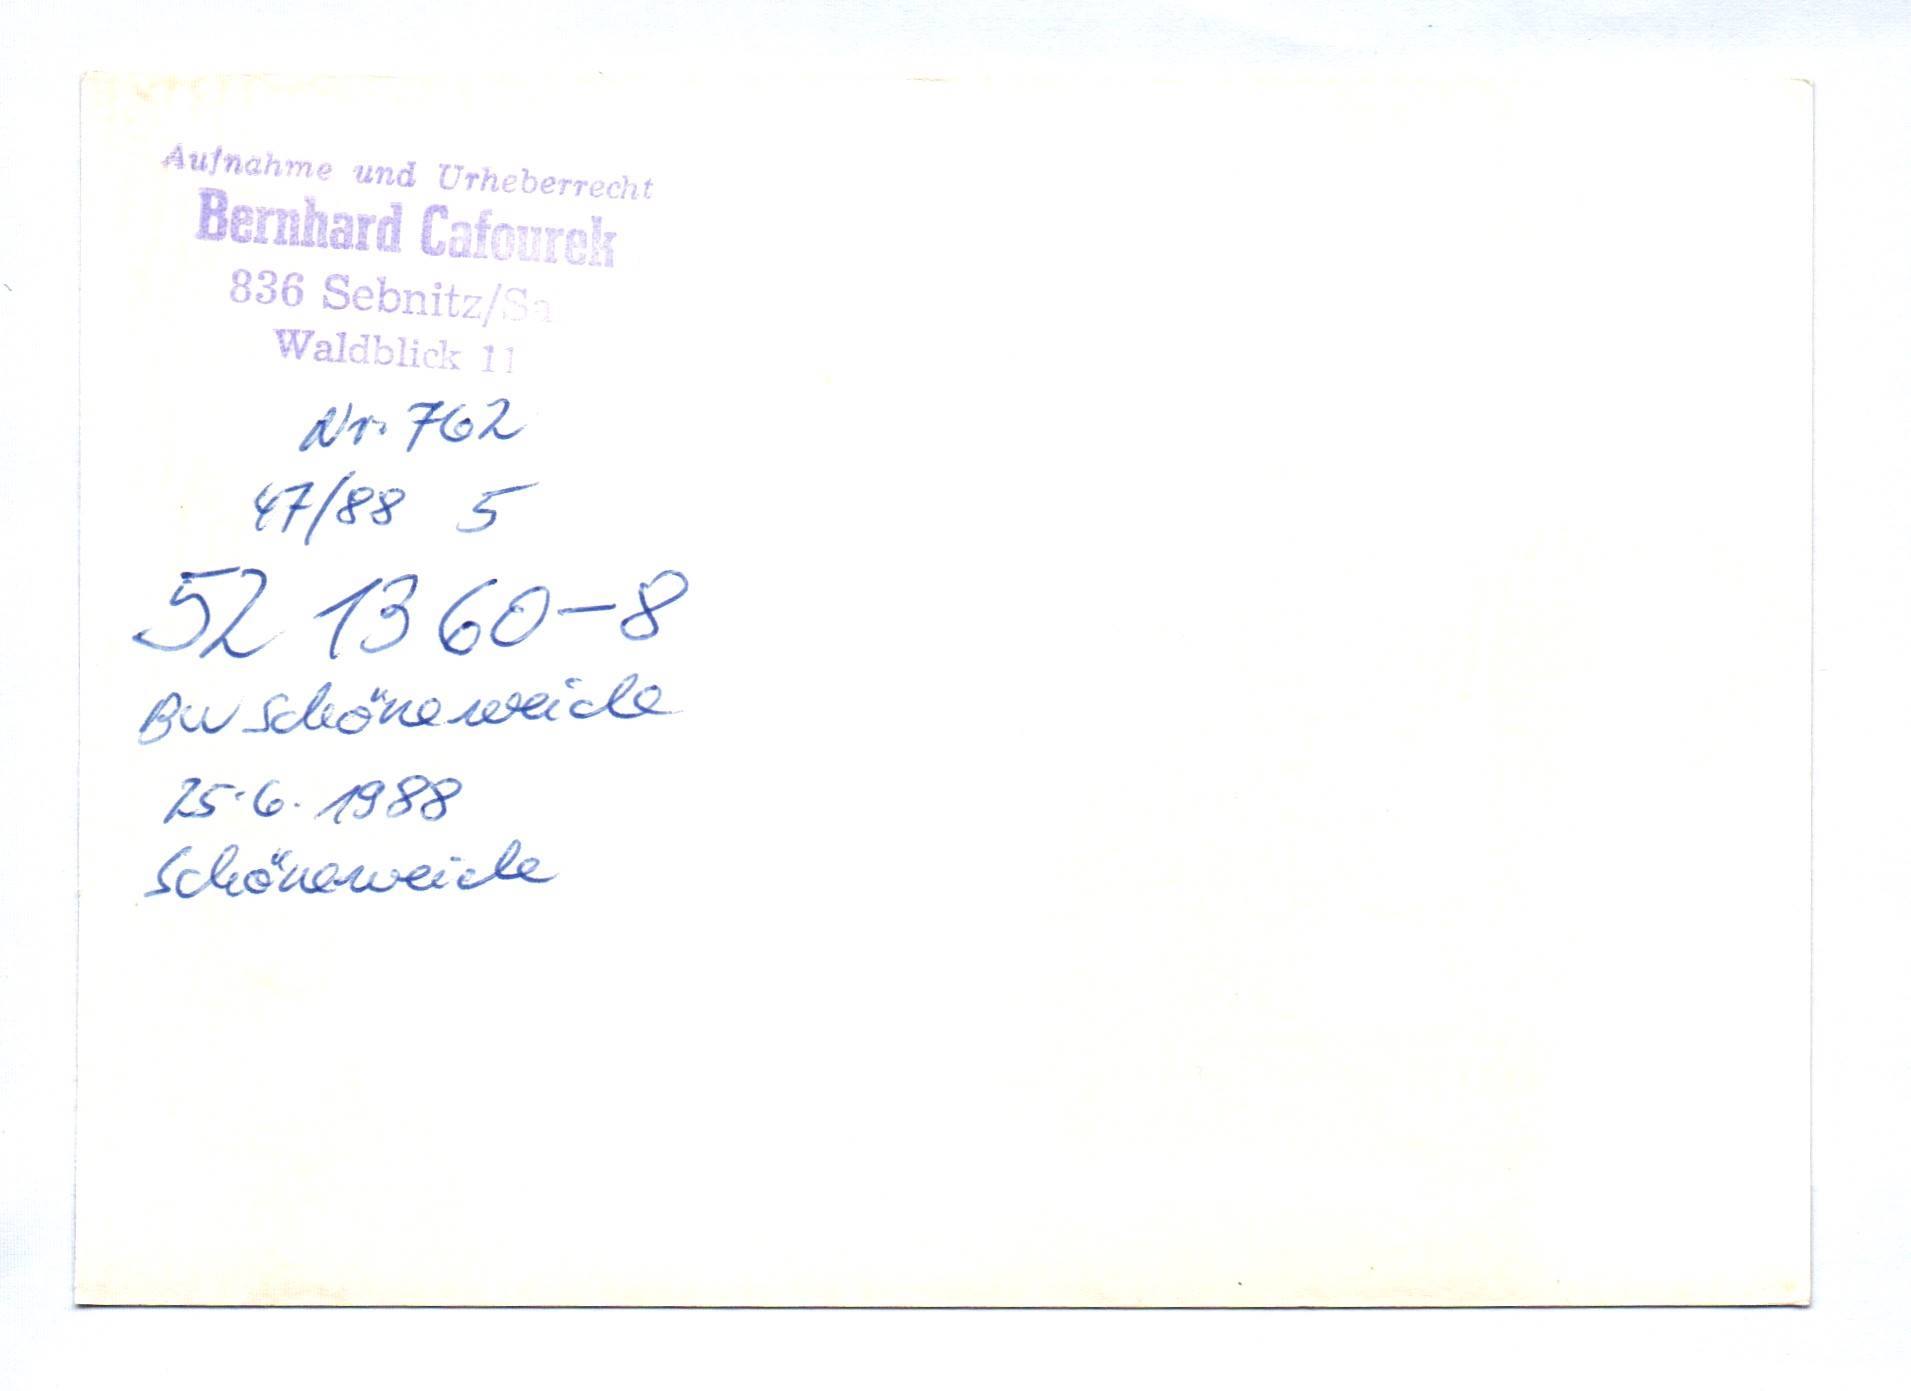 Aufnahme und Urheberrecht
Bernhard Cafourek
836 Sebnitz/Sa
Waldblick 11
Nr. 762
47/88 5
52 1360-8
BW Schöneweide
25.6.1988
Schöneweide